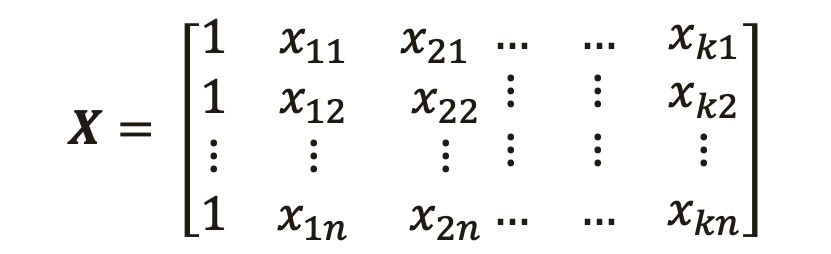 1 x₁₁ x₂₁ … … xₖ₁
1 x₁₂ x₂₂ ⋮ ⋮ xₖ₂
X =
⋮ ⋮ ⋮ ⋮ ⋮ ⋮
1 x₁ₙ x₂ₙ … … xₖₙ